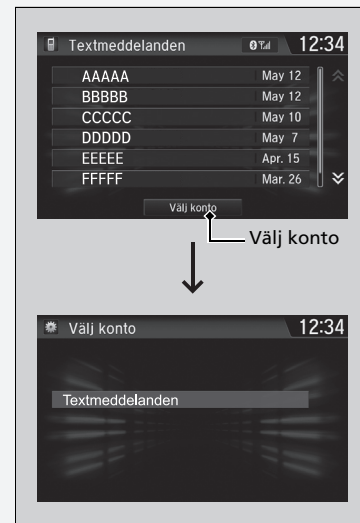 Textmeddelanden 12:34
AAAAA May 12
BBBBB May 12
CCCCC May 10
DDDDD May 7
EEEEE Apr. 15
FFFFF Mar. 26
Välj konto
Välj konto
Välj konto 12:34
Textmeddelanden